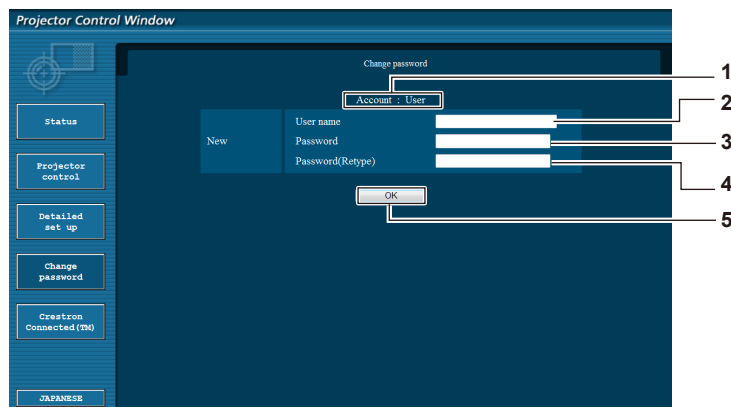 Projector Control Window
Change password
1
Account : User
2
Status
User name
New
Password
3
Password(Retype)
Projector
control
4
OK
5
Detailed
set up
Change
password
Crestron
Connected(TM)
JAPANESE